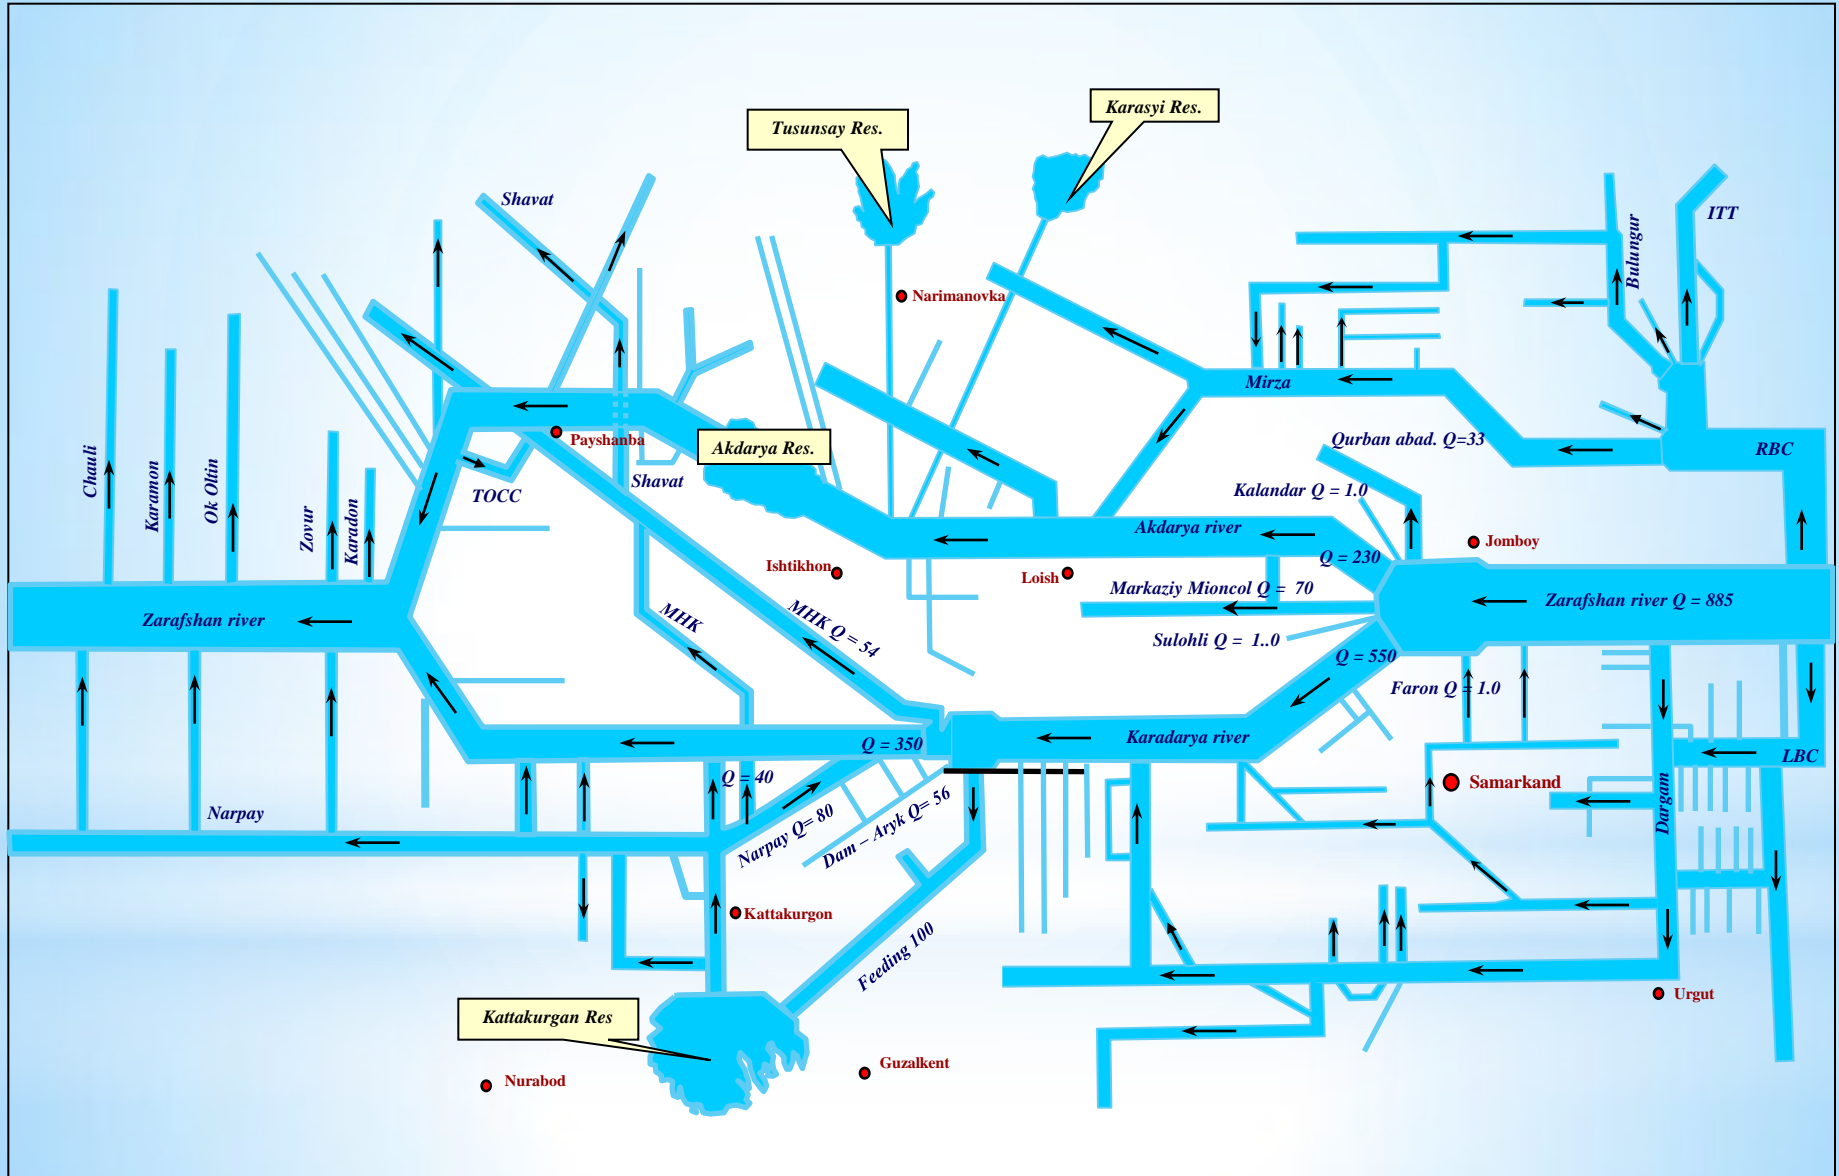 Karasyi Res.
Tusunsay Res.
Shavat
ITT
Bulungur
Narimanovka
Mirza
Qurban abad. Q=33
RBC
Payshanba
Akdarya Res.
Chauli
Karamon
Ok Oltin
Zovur
Karadon
TOCC
Shavat
Kalandar Q = 1.0
Akdarya river
Jomboy
Q = 230
Ishtikhon
Loish
Markaziy Mioncol Q = 70
Zarafshan river Q = 885
Zarafshan river
MHK
MHK Q = 54
Sulohli Q = 1..0
Q = 550
Faron Q = 1.0
Q = 350
Karadarya river
LBC
Q = 40
Samarkand
Dargam
Narpay
Narpay Q= 80
Dam – Aryk Q= 56
Kattakurgon
Feeding 100
Urgut
Kattakurgan Res
Guzalkent
Nurabod